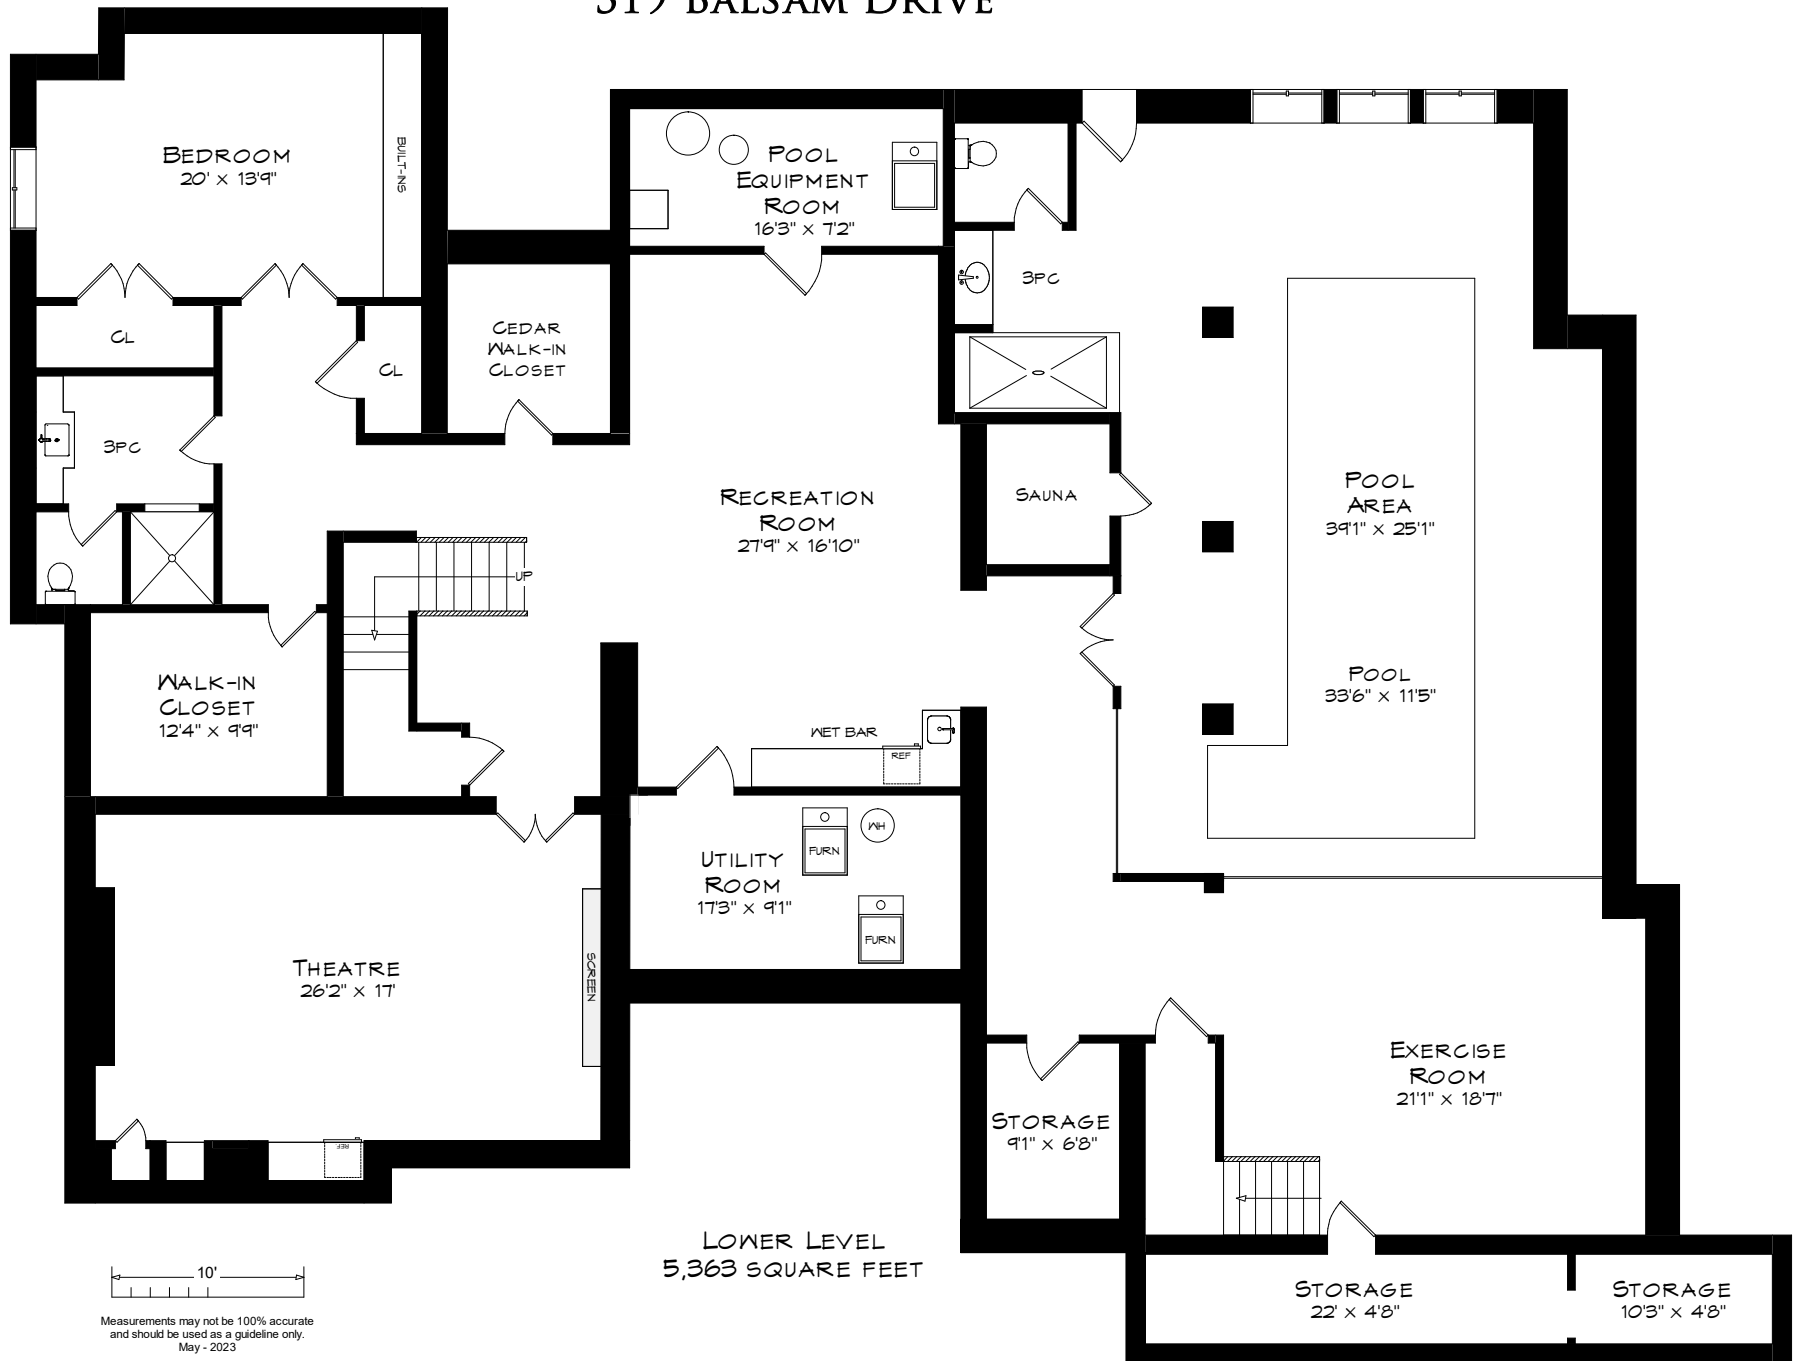 BALSAM DRIVE
BEDROOM
20' x 13'9"
BUILT-INS
POOL
EQUIPMENT
ROOM
16'3" x 7'2"
3PC
CL
CL
CEDAR
WALK-IN
CLOSET
3PC
RECREATION
ROOM
27'9" x 16'10"
SAUNA
POOL
AREA
39'1" x 25'1"
UP
WALK-IN
CLOSET
12'4" x 9'9"
POOL
33'6" x 11'5"
WET BAR
REF
UTILITY
ROOM
17'3" x 9'1"
FURN
WH
FURN
THEATRE
26'2" x 17'
SCREEN
REF
EXERCISE
ROOM
21'1" x 18'7"
STORAGE
9'1" x 6'8"
LOWER LEVEL
5,363 SQUARE FEET
STORAGE
22' x 4'8"
STORAGE
10'3" x 4'8"
10'
Measurements may not be 100% accurate
and should be used as a guideline only.
May - 2023